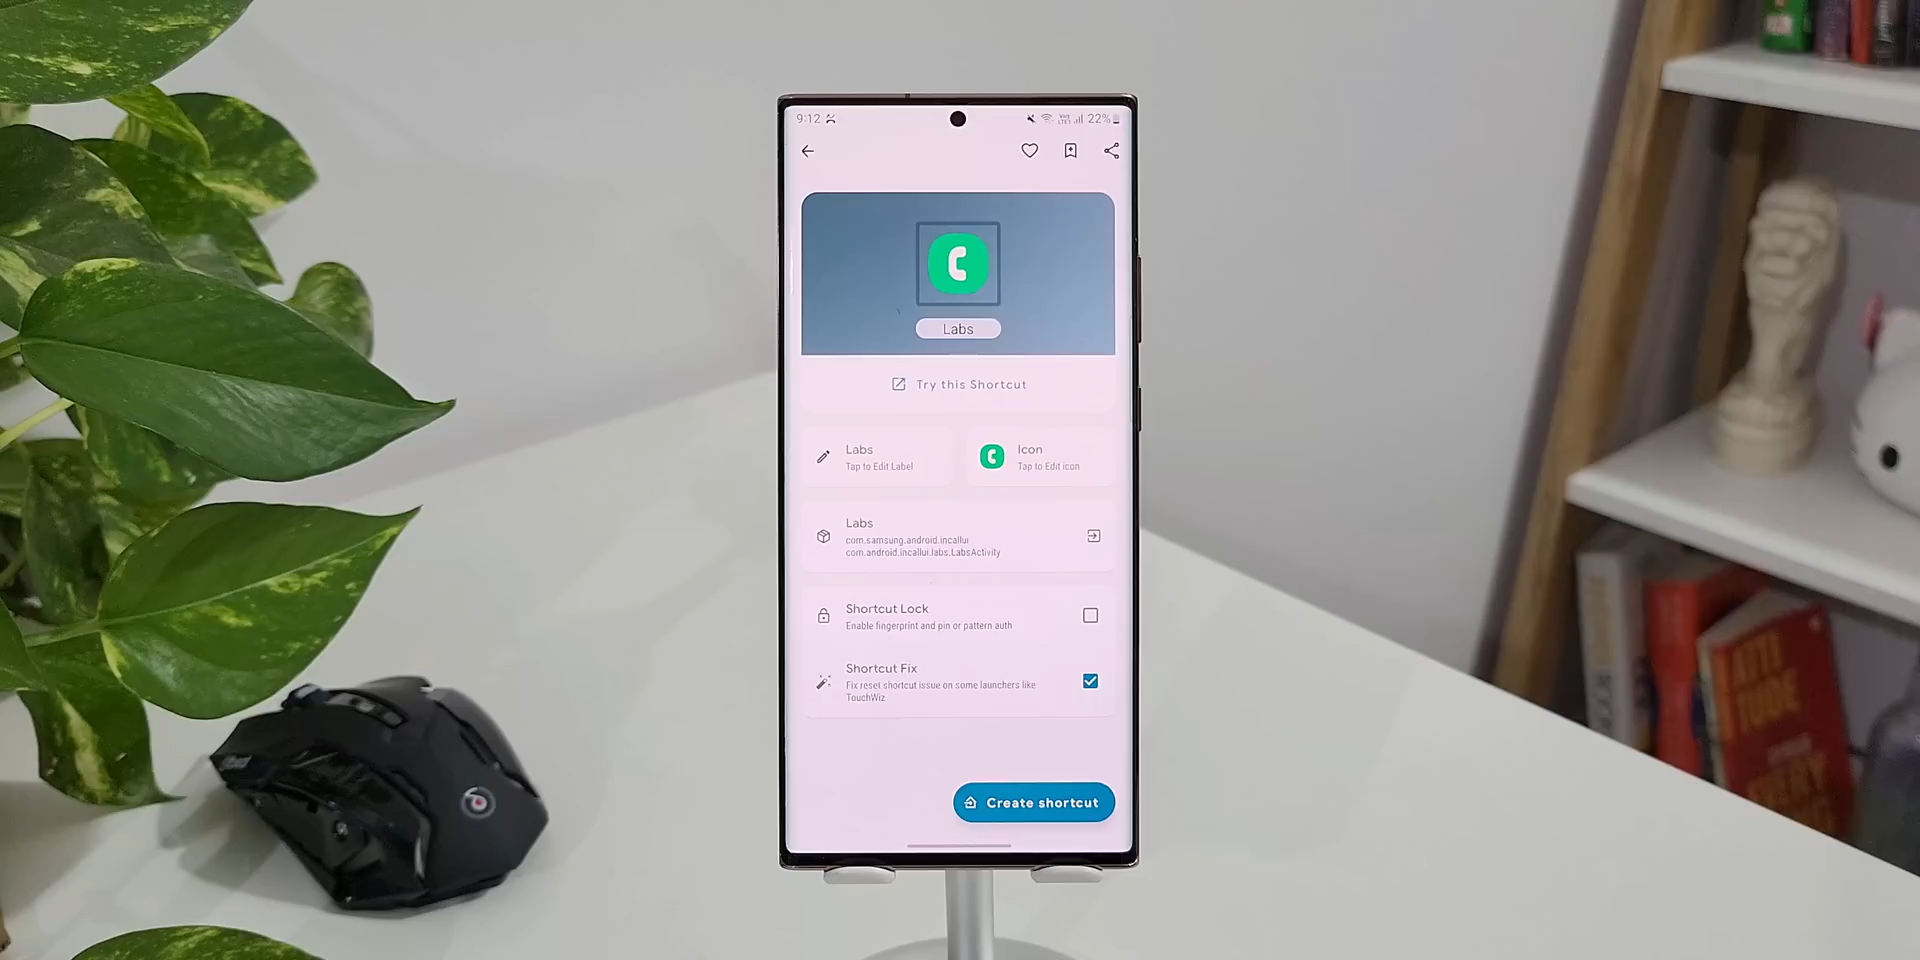 9:12
22%
Labs
Try this Shortcut
Labs
Tap to Edit Label
Icon
Tap to Edit icon
Labs
com.samsung.android.incallui
com.android.incallui.labs.LabsActivity
Shortcut Lock
Enable fingerprint and pin or pattern auth
Shortcut Fix
Fix reset shortcut issue on some launchers like
TouchWiz
Create shortcut
ATTI
TUDE